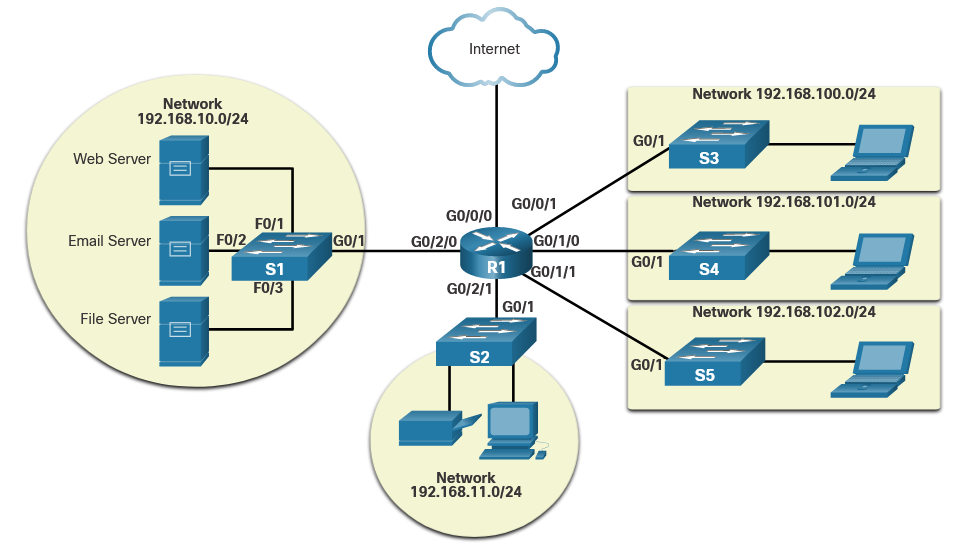 Internet
Network
192.168.10.0/24
Web Server
Email Server
File Server
F0/1
F0/2
F0/3
S1
G0/1
G0/2/0
G0/0/0
G0/0/1
G0/1/0
G0/1/1
G0/2/1
R1
G0/1
S2
Network
192.168.11.0/24
Network 192.168.100.0/24
G0/1
S3
Network 192.168.101.0/24
G0/1
S4
Network 192.168.102.0/24
G0/1
S5